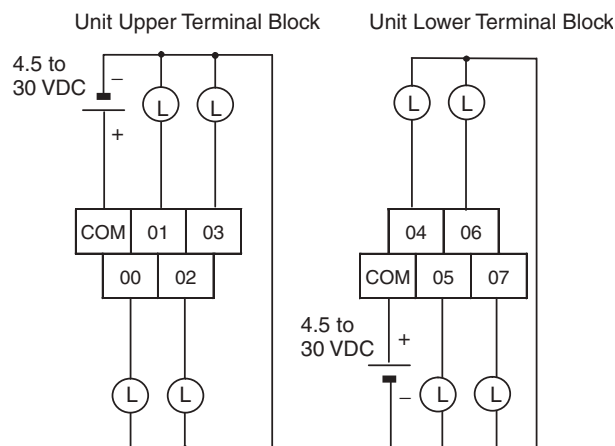 Unit Upper Terminal Block
Unit Lower Terminal Block
4.5 to
30 VDC
−
+
L
L
L
L
COM 01 03
00 02
04 06
COM 05 07
4.5 to
30 VDC
+
−
L
L
L
L